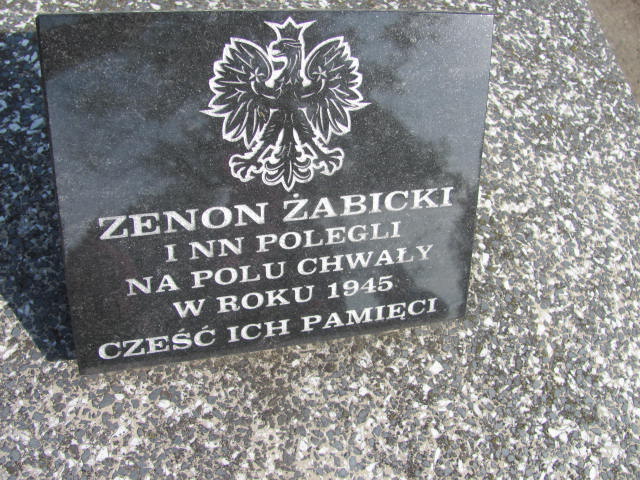 ZENON ŻABICKI
I NN POLEGLI
NA POLU CHWAŁY
W ROKU 1945
CZEŚĆ ICH PAMIĘCI